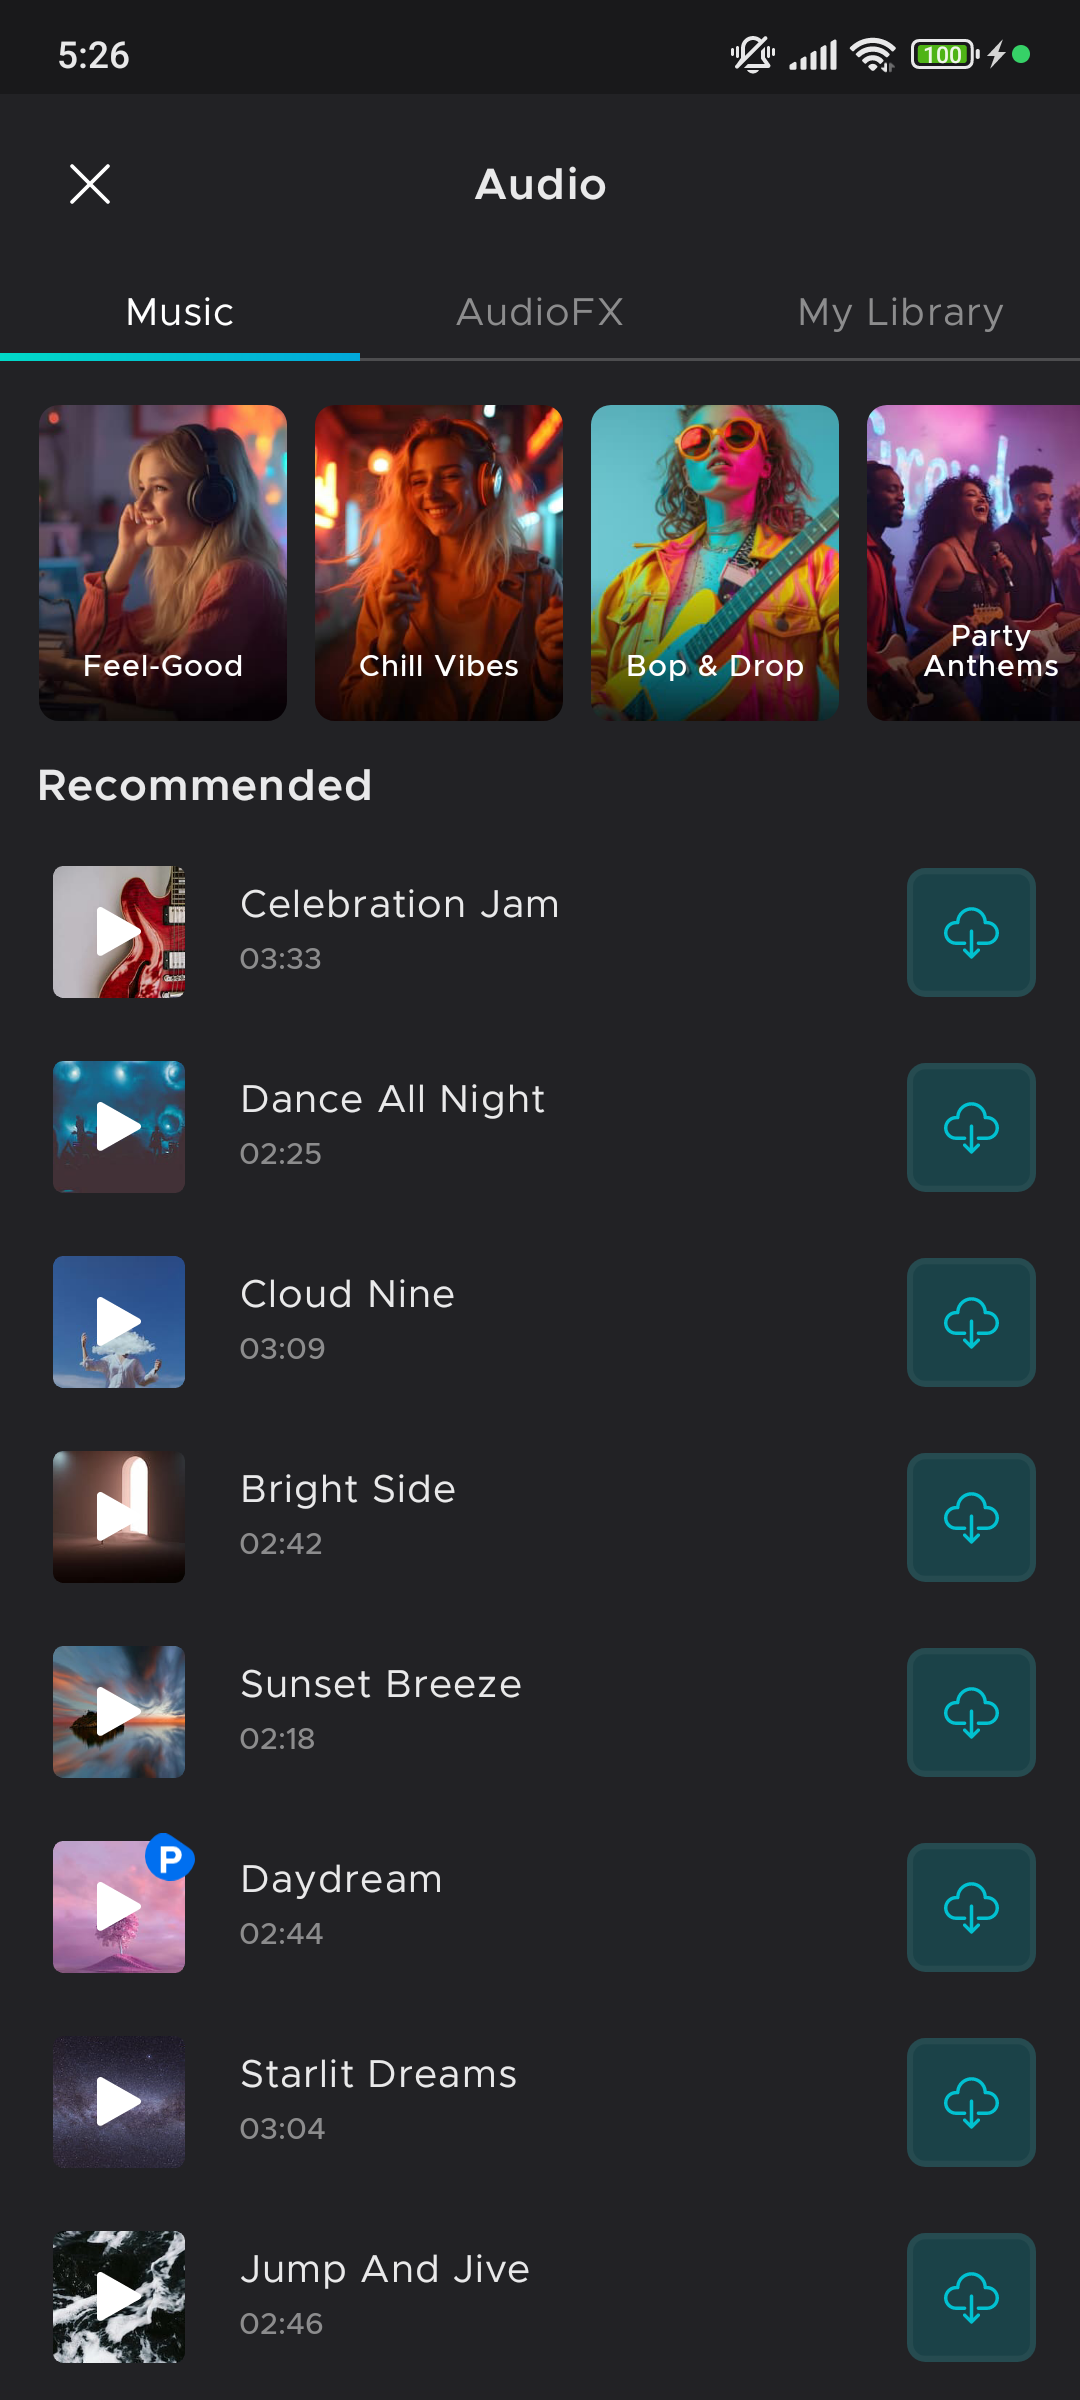 5:26
100
Audio
Music
AudioFX
My Library
Feel-Good
Chill Vibes
Bop & Drop
Party
Anthems
Recommended
Celebration Jam
03:33
Dance All Night
02:25
Cloud Nine
03:09
Bright Side
02:42
Sunset Breeze
02:18
P
Daydream
02:44
Starlit Dreams
03:04
Jump And Jive
02:46